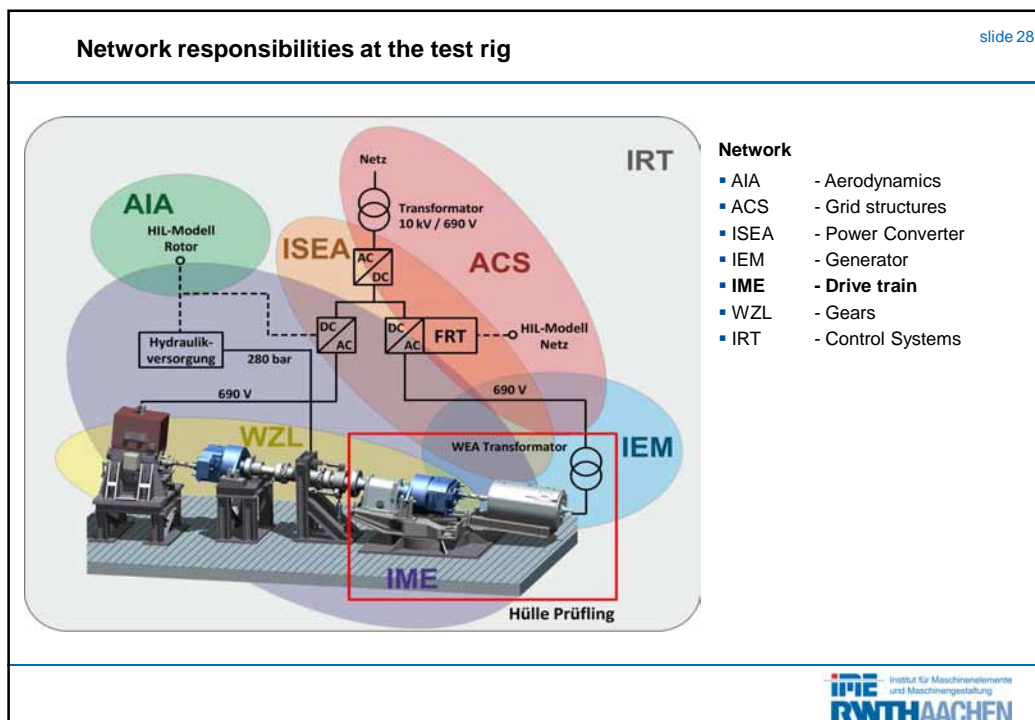 Network responsibilities at the test rig
slide 28
IRT
Netz
AIA
HIL-Modell
Rotor
Transformator
10 kV / 690 V
ISEA
ACS
AC
DC
DC
AC
DC
AC
FRT
HIL-Modell
Netz
Hydraulik-
versorgung
280 bar
690 V
690 V
WZL
WEA Transformator
IEM
IME
Hülle Prüfling
Network
▪ AIA - Aerodynamics
▪ ACS - Grid structures
▪ ISEA - Power Converter
▪ IEM - Generator
▪ IME - Drive train
▪ WZL - Gears
▪ IRT - Control Systems
iME Institut für Maschinenelemente
und Maschinengestaltung
RWTHAACHEN